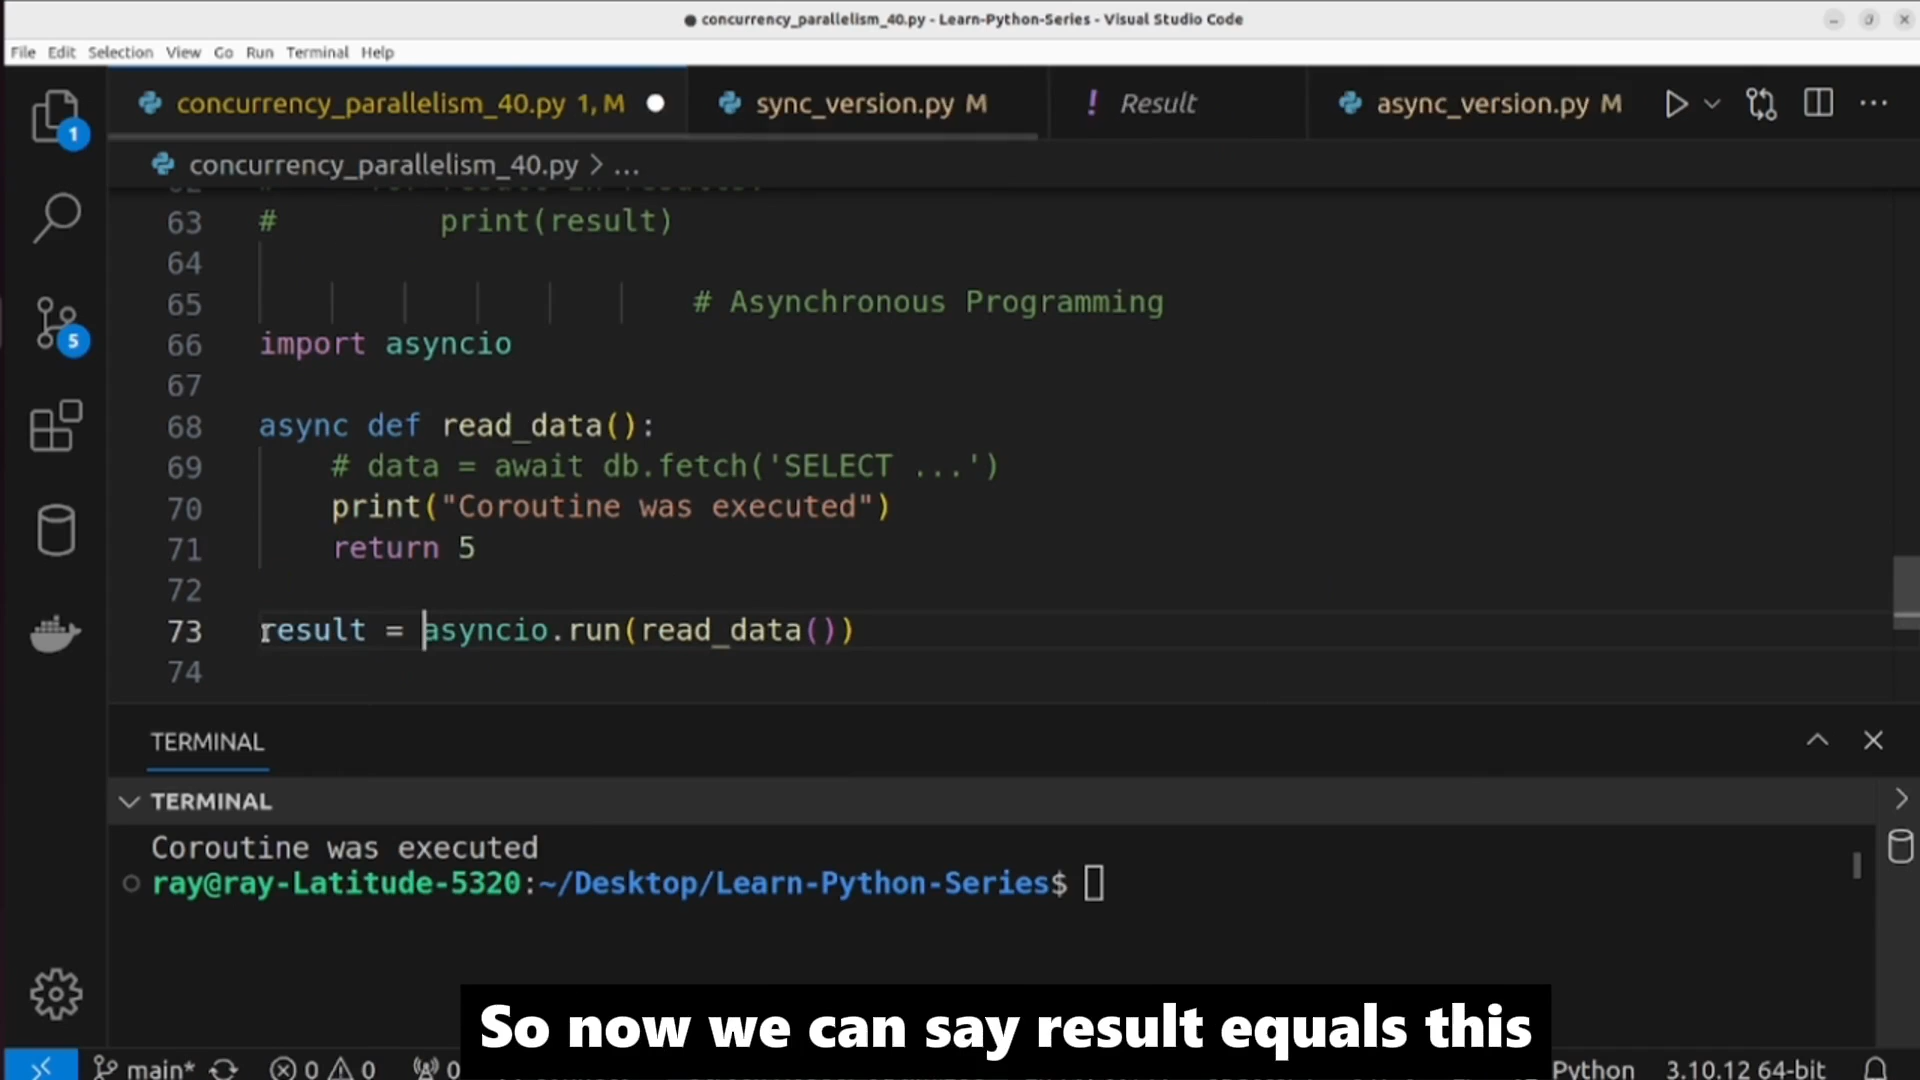 concurrency_parallelism_40.py - Learn-Python-Series - Visual Studio Code
File Edit Selection View Go Run Terminal Help
concurrency_parallelism_40.py 1, M sync_version.py M ! Result async_version.py M
1
concurrency_parallelism_40.py > ...
63 # print(result)
64
65 # Asynchronous Programming
66 import asyncio
5
67
68 async def read_data():
69 # data = await db.fetch('SELECT ...')
70 print("Coroutine was executed")
71 return 5
72
73 result = asyncio.run(read_data())
74
TERMINAL
TERMINAL
Coroutine was executed
ray@ray-Latitude-5320:~/Desktop/Learn-Python-Series$
So now we can say result equals this
main* 0 0 0 Python 3.10.12 64-bit